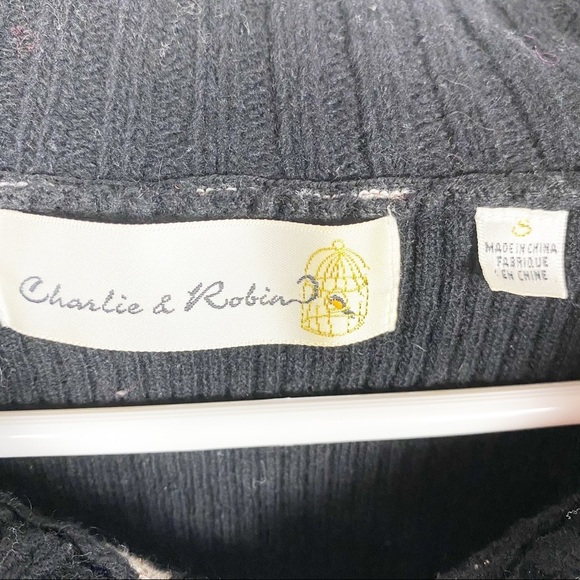 Charlie & Robin
S
MADE IN CHINA
FABRIQUE
EN CHINE